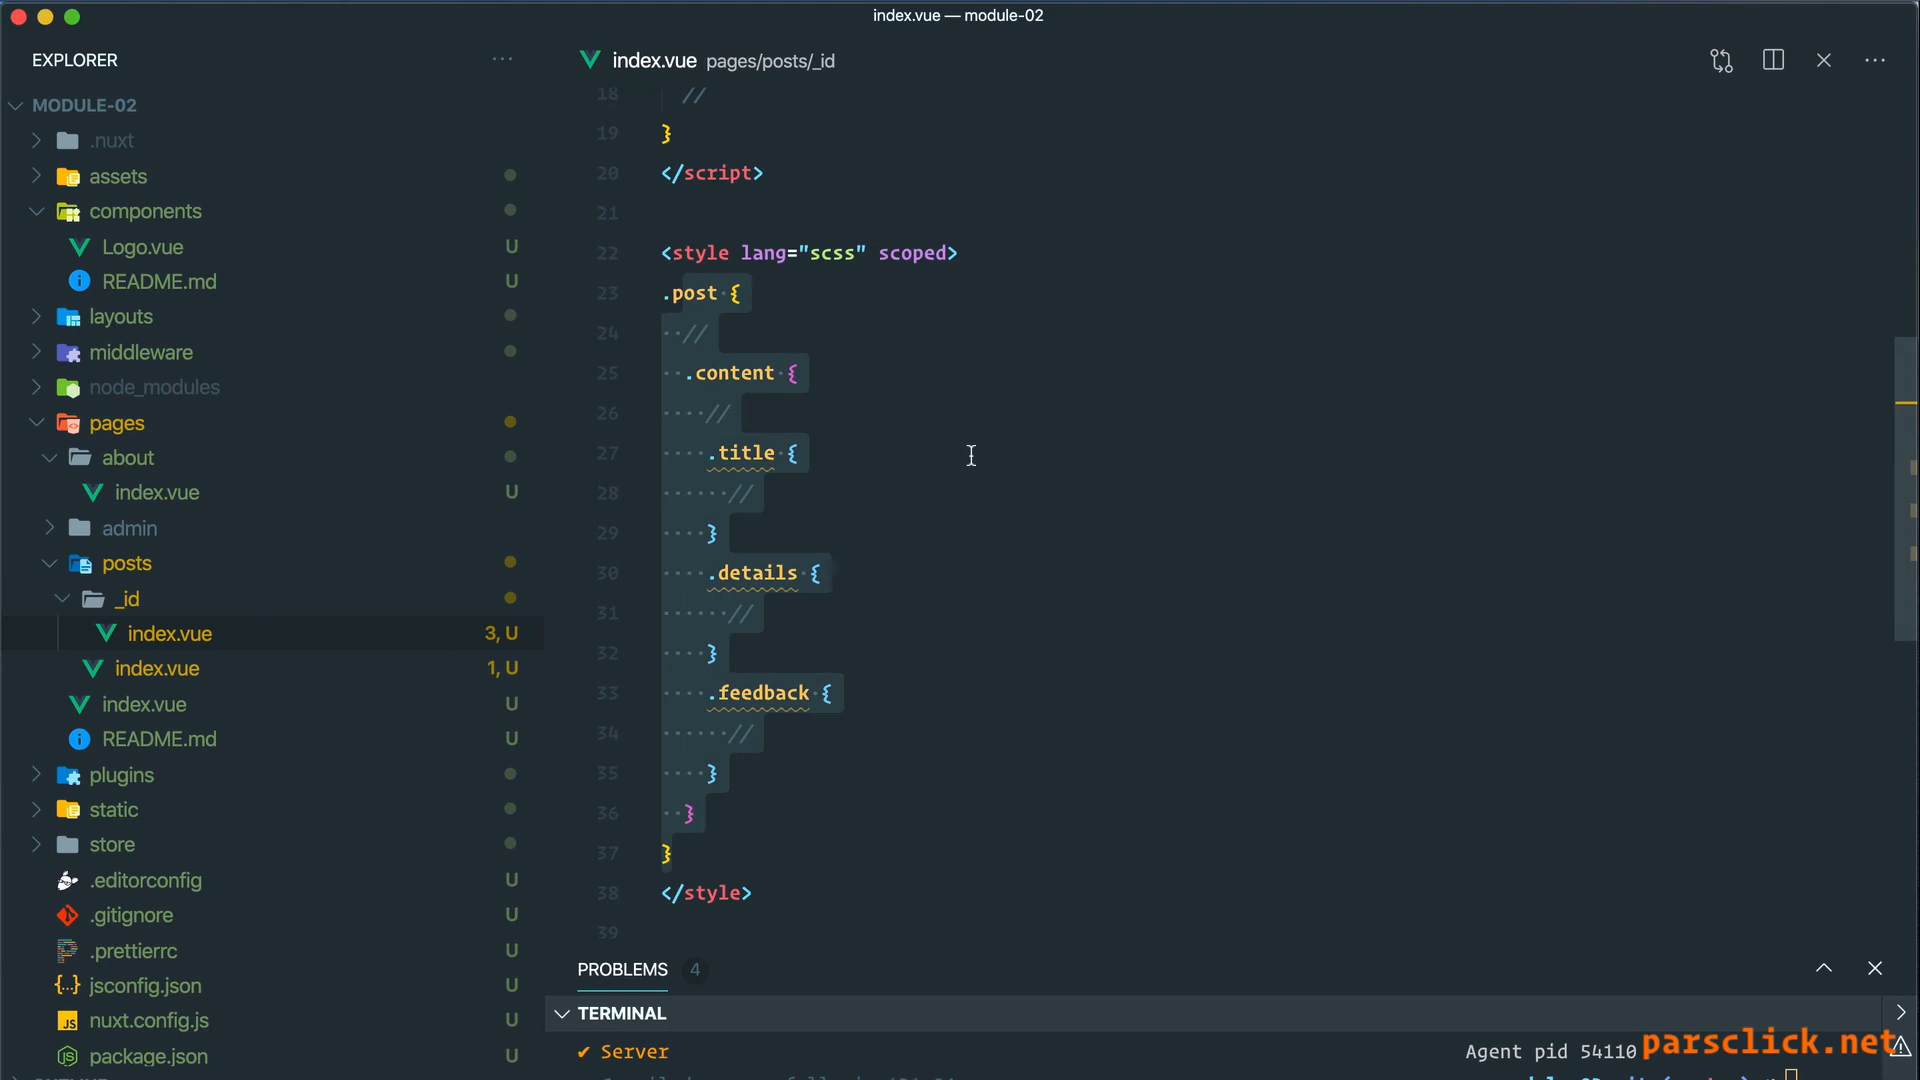 index.vue — module-02
EXPLORER
MODULE-02
.nuxt
assets
components
Logo.vue U
README.md U
layouts
middleware
node_modules
pages
about
index.vue U
admin
posts
_id
index.vue 3, U
index.vue 1, U
index.vue U
README.md U
plugins
static
store
.editorconfig U
.gitignore U
.prettierrc U
jsconfig.json U
nuxt.config.js U
package.json U
index.vue pages/posts/_id
18 //
19 }
20 </script>
21
22 <style lang="scss" scoped>
23 .post {
24 //
25 .content {
26 //
27 .title {
28 //
29 }
30 .details {
31 //
32 }
33 .feedback {
34 //
35 }
36 }
37 }
38 </style>
39
PROBLEMS 4
TERMINAL
✔ Server
Agent pid 54110
parsclick.net